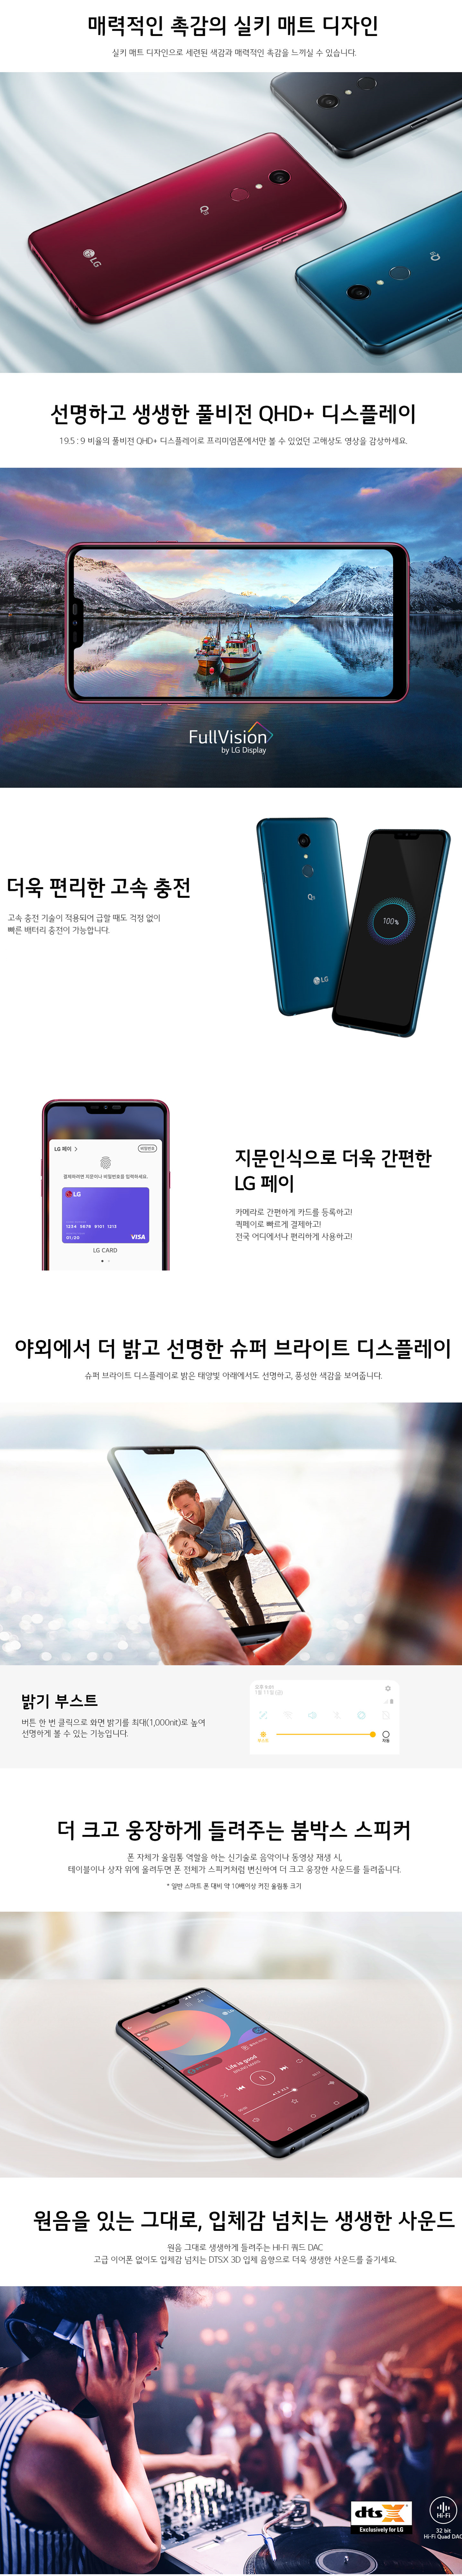 매력적인 촉감의 실키 매트 디자인
실키 매트 디자인으로 세련된 색감과 매력적인 촉감을 느끼실 수 있습니다.
LG
선명하고 생생한 풀비전 QHD+ 디스플레이
19.5 : 9 비율의 풀비전 QHD+ 디스플레이로 프리미엄폰에서만 볼 수 있었던 고해상도 영상을 감상하세요.
FullVision
by LG Display
더욱 편리한 고속 충전
고속 충전 기술이 적용되어 급할 때도 걱정 없이
빠른 배터리 충전이 가능합니다.
Q9
LG
100%
LG 페이 >
비밀번호
결제하려면 지문이나 비밀번호를 입력하세요.
LG
1234 5678 9101 1213
01/20
VISA
LG CARD
지문인식으로 더욱 간편한
LG 페이
카메라로 간편하게 카드를 등록하고!
퀵페이로 빠르게 결제하고!
전국 어디에서나 편리하게 사용하고!
야외에서 더 밝고 선명한 슈퍼 브라이트 디스플레이
슈퍼 브라이트 디스플레이로 밝은 태양빛 아래에서도 선명하고, 풍성한 색감을 보여줍니다.
밝기 부스트
버튼 한 번 클릭으로 화면 밝기를 최대(1,000nit)로 높여
선명하게 볼 수 있는 기능입니다.
자동
더 크고 웅장하게 들려주는 붐박스 스피커
폰 자체가 울림통 역할을 하는 신기술로 음악이나 동영상 재생 시,
테이블이나 상자 위에 올려두면 폰 전체가 스피커처럼 변신하여 더 크고 웅장한 사운드를 들려줍니다.
* 일반 스마트 폰 대비 약 10배이상 커진 울림통 크기
Life is good
원음을 있는 그대로, 입체감 넘치는 생생한 사운드
원음 그대로 생생하게 들려주는 HI-FI 쿼드 DAC
고급 이어폰 없이도 입체감 넘치는 DTS:X 3D 입체 음향으로 더욱 생생한 사운드를 즐기세요.
dts X
Exclusively for LG
Hi-Fi
32 bit
Hi-Fi Quad DAC